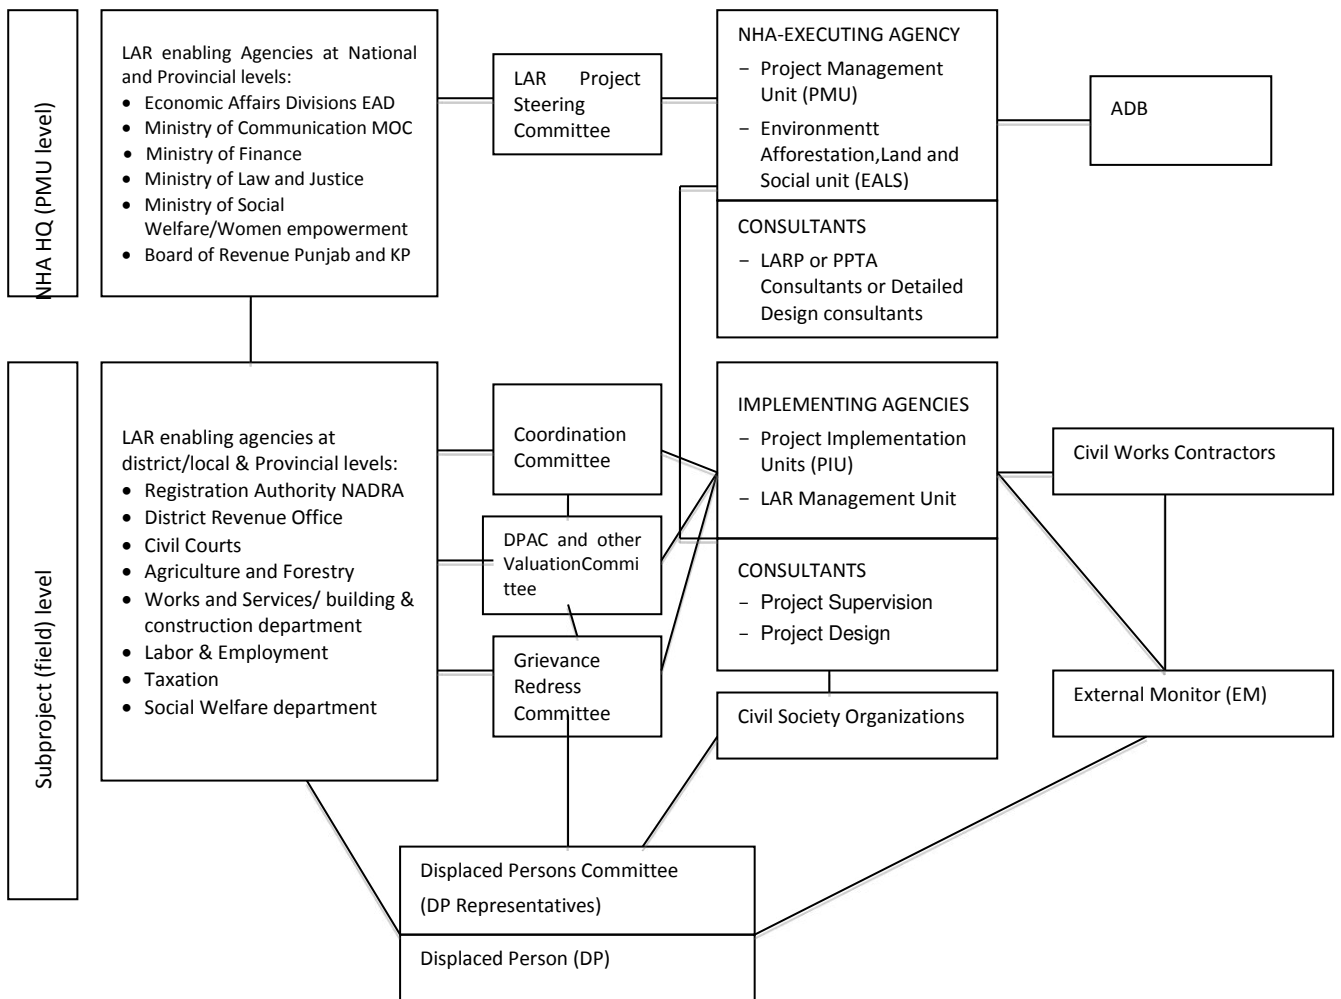 NHA HQ (PMU level)
LAR enabling Agencies at National
and Provincial levels:
• Economic Affairs Divisions EAD
• Ministry of Communication MOC
• Ministry of Finance
• Ministry of Law and Justice
• Ministry of Social
Welfare/Women empowerment
• Board of Revenue Punjab and KP
LAR Project
Steering
Committee
NHA-EXECUTING AGENCY
– Project Management
Unit (PMU)
– Environmentt
Afforestation,Land and
Social unit (EALS)
CONSULTANTS
– LARP or PPTA
Consultants or Detailed
Design consultants
ADB
Subproject (field) level
LAR enabling agencies at
district/local & Provincial levels:
• Registration Authority NADRA
• District Revenue Office
• Civil Courts
• Agriculture and Forestry
• Works and Services/ building &
construction department
• Labor & Employment
• Taxation
• Social Welfare department
Coordination
Committee
DPAC and other
ValuationCommi
ttee
Grievance
Redress
Committee
IMPLEMENTING AGENCIES
– Project Implementation
Units (PIU)
– LAR Management Unit
CONSULTANTS
– Project Supervision
– Project Design
Civil Society Organizations
Civil Works Contractors
External Monitor (EM)
Displaced Persons Committee
(DP Representatives)
Displaced Person (DP)